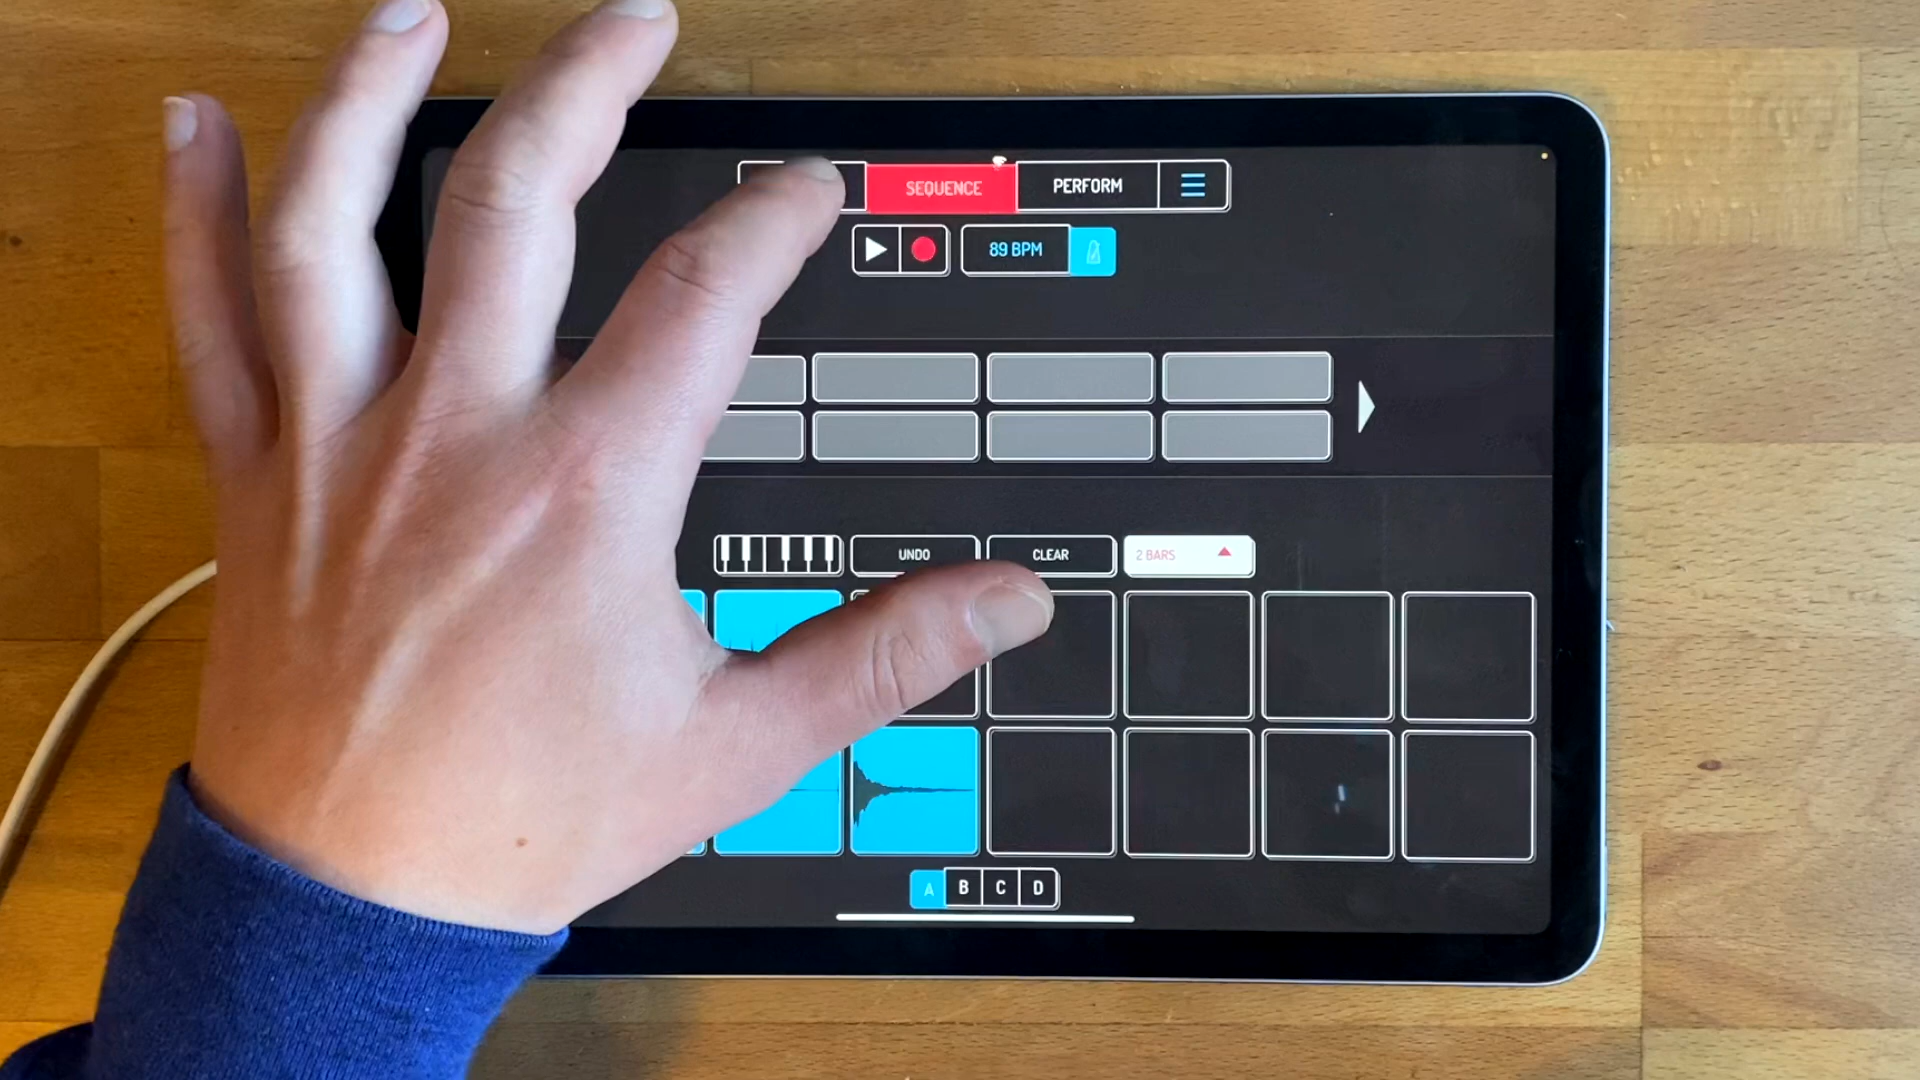 SEQUENCE
PERFORM
89 BPM
UNDO
CLEAR
2 BARS
A B C D